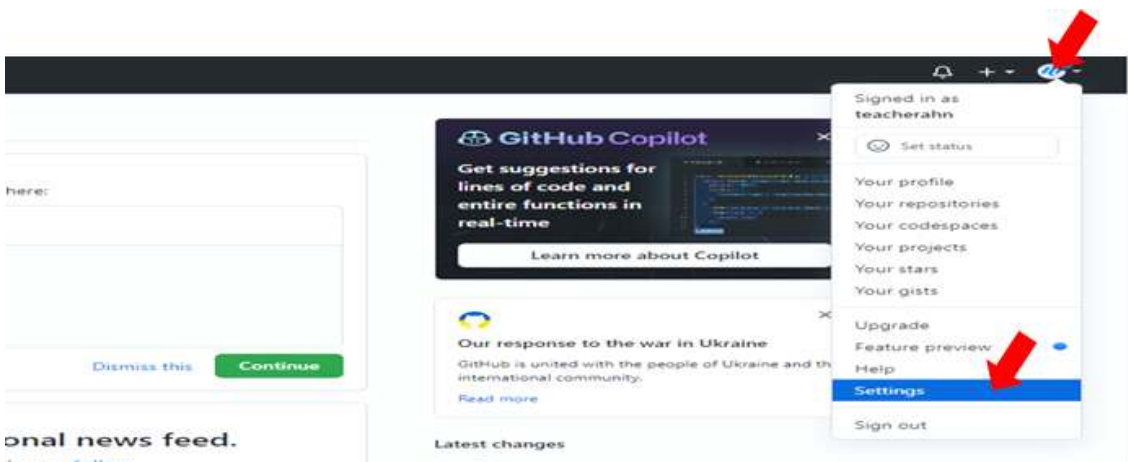 Signed in as
teacherahn
Set status
Your profile
Your repositories
Your codespaces
Your projects
Your stars
Your gists
Upgrade
Feature preview
Help
Settings
Sign out
here:
Dismiss this
Continue
onal news feed.
GitHub Copilot
Get suggestions for
lines of code and
entire functions in
real-time
Learn more about Copilot
Our response to the war in Ukraine
GitHub is united with the people of Ukraine and th
international community.
Read more
Latest changes